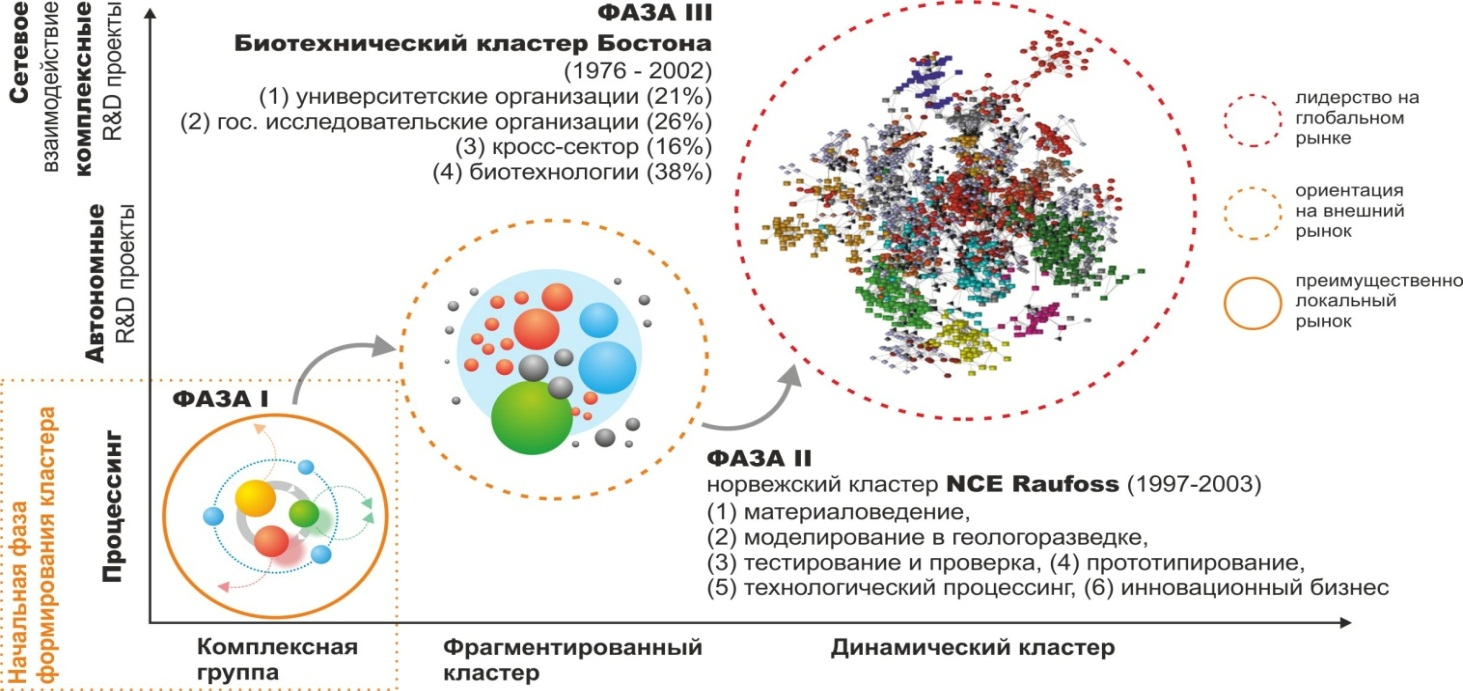 Сетевое
взаимодействие
комплексные
R&D проекты
Автономные
R&D проекты
Процессинг
Начальная фаза
формирования кластера
ФАЗА III
Биотехнический кластер Бостона
(1976 - 2002)
(1) университетские организации (21%)
(2) гос. исследовательские организации (26%)
(3) кросс-сектор (16%)
(4) биотехнологии (38%)
лидерство на
глобальном
рынке
ориентация
на внешний
рынок
преимущественно
локальный
рынок
ФАЗА I
ФАЗА II
норвежский кластер NCE Raufoss (1997-2003)
(1) материаловедение,
(2) моделирование в геологоразведке,
(3) тестирование и проверка, (4) прототипирование,
(5) технологический процессинг, (6) инновационный бизнес
Комплексная
группа
Фрагментированный
кластер
Динамический кластер